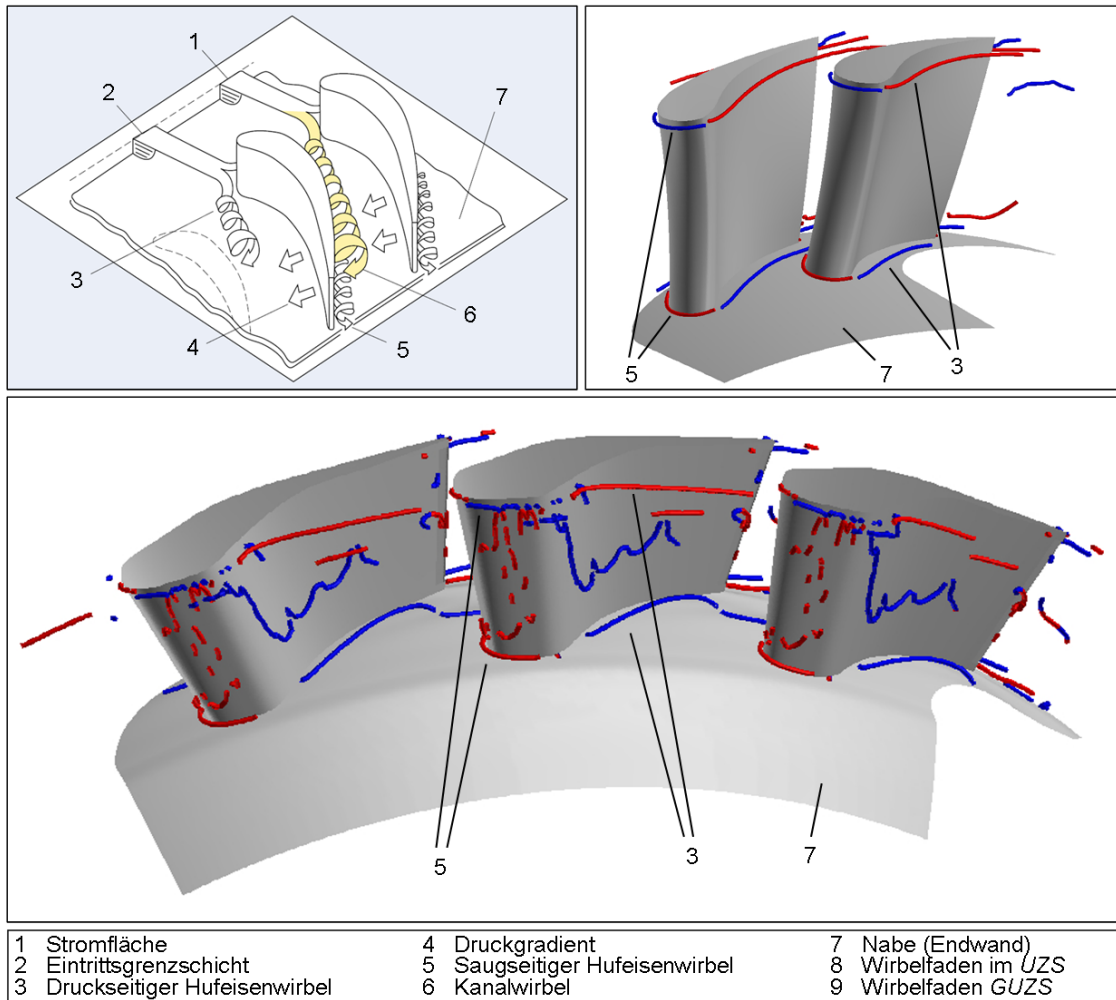 1
2
7
3
4
5
6
5
7
3
5
3
7
1 Stromfläche
2 Eintrittsgrenzschicht
3 Druckseitiger Hufeisenwirbel
4 Druckgradient
5 Saugseitiger Hufeisenwirbel
6 Kanalwirbel
7 Nabe (Endwand)
8 Wirbelfaden im UZS
9 Wirbelfaden GUZS